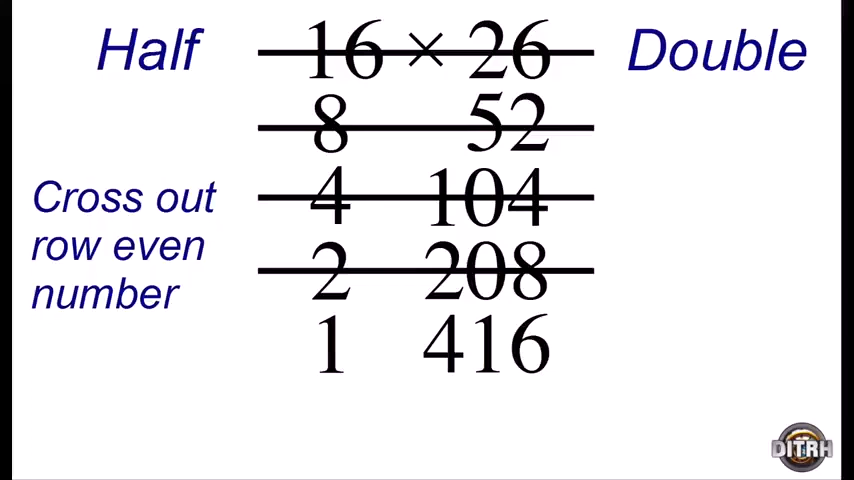 Half 16 × 26 Double
8 52
Cross out 4 104
row even 2 208
number
1 416
DITRH